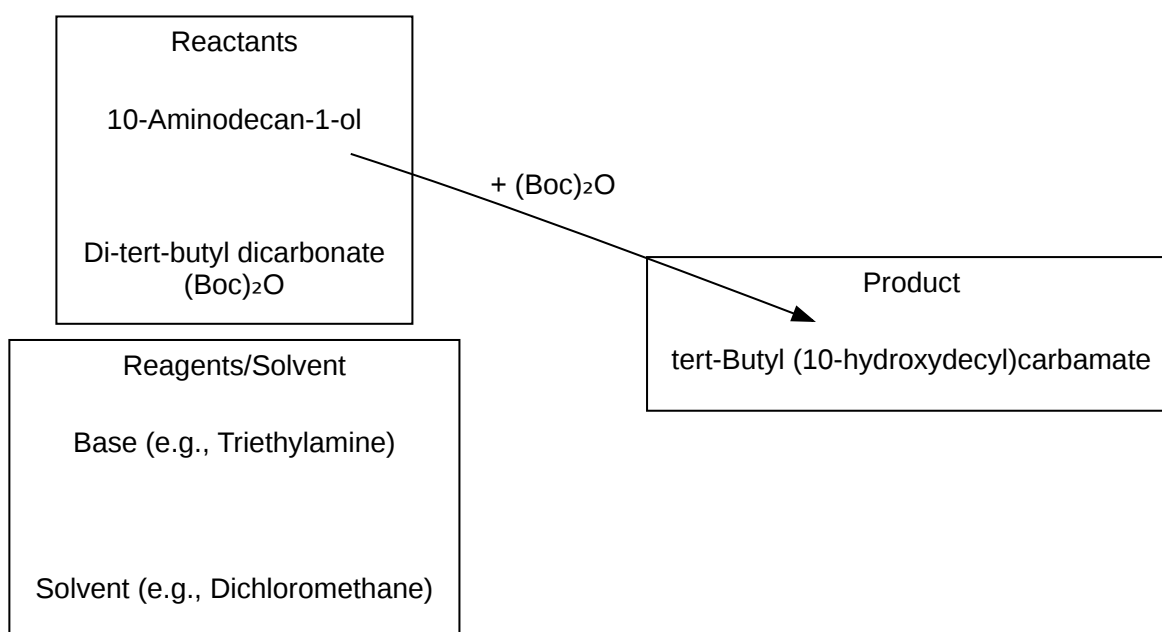 Reactants
10-Aminodecan-1-ol
+ (Boc)₂O
Di-tert-butyl dicarbonate
(Boc)₂O
Product
tert-Butyl (10-hydroxydecyl)carbamate
Reagents/Solvent
Base (e.g., Triethylamine)
Solvent (e.g., Dichloromethane)